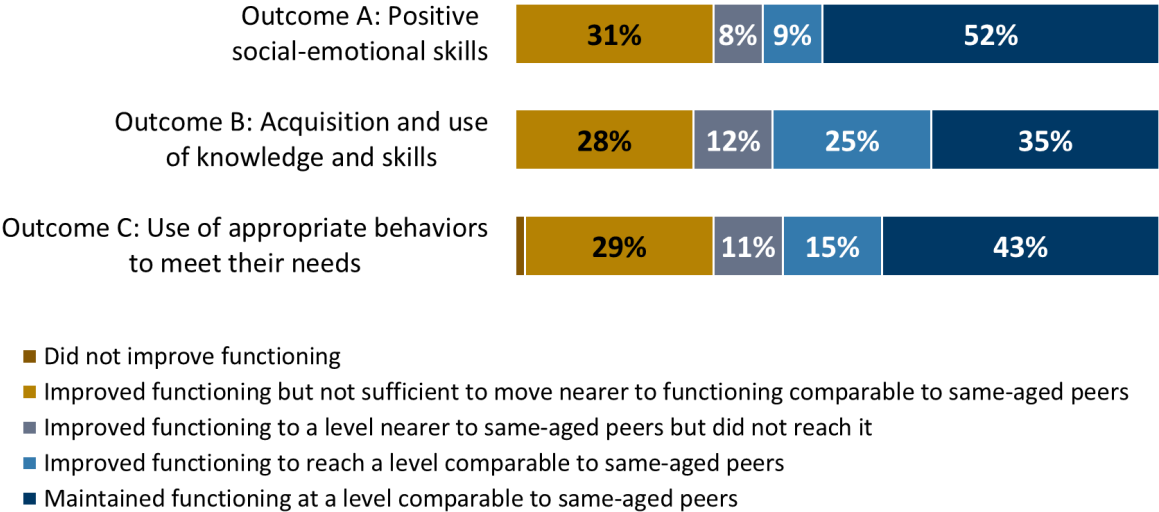 Outcome A: Positive
social-emotional skills
31%
8%
9%
52%
Outcome B: Acquisition and use
of knowledge and skills
28%
12%
25%
35%
Outcome C: Use of appropriate behaviors
to meet their needs
29%
11%
15%
43%
Did not improve functioning
Improved functioning but not sufficient to move nearer to functioning comparable to same-aged peers
Improved functioning to a level nearer to same-aged peers but did not reach it
Improved functioning to reach a level comparable to same-aged peers
Maintained functioning at a level comparable to same-aged peers